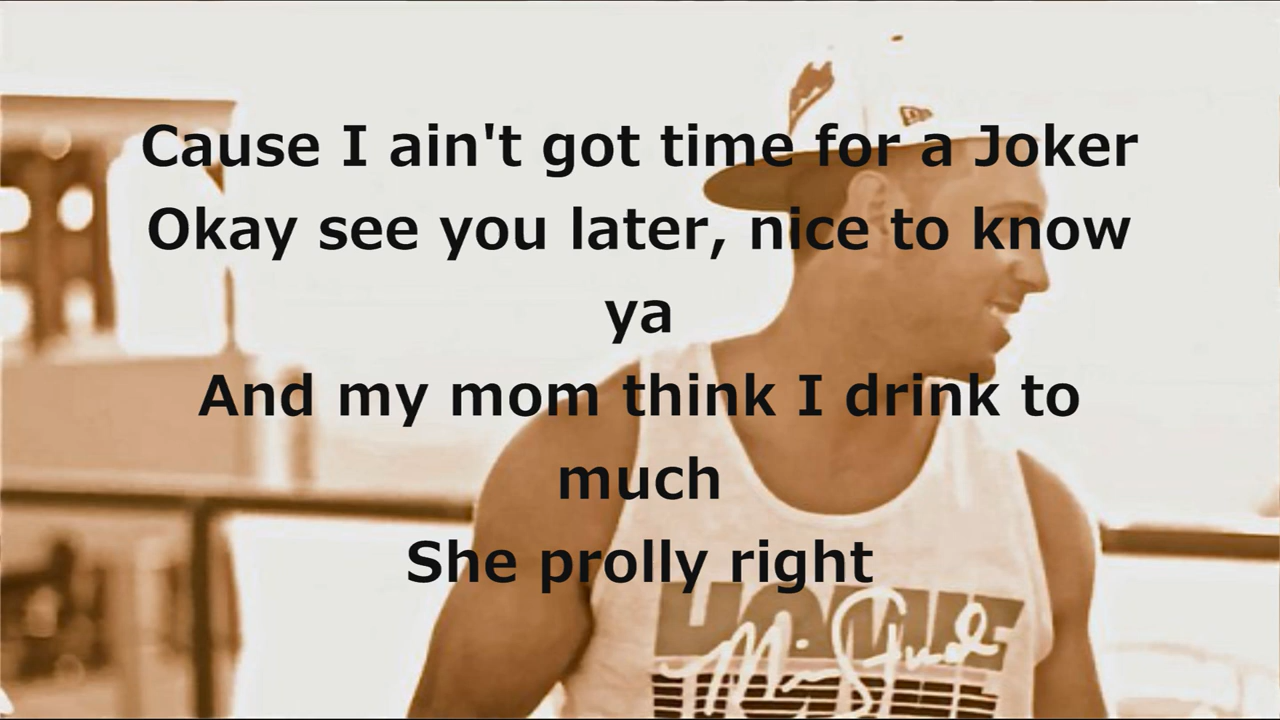 Cause I ain't got time for a Joker
Okay see you later, nice to know
ya
And my mom think I drink to
much
She prolly right